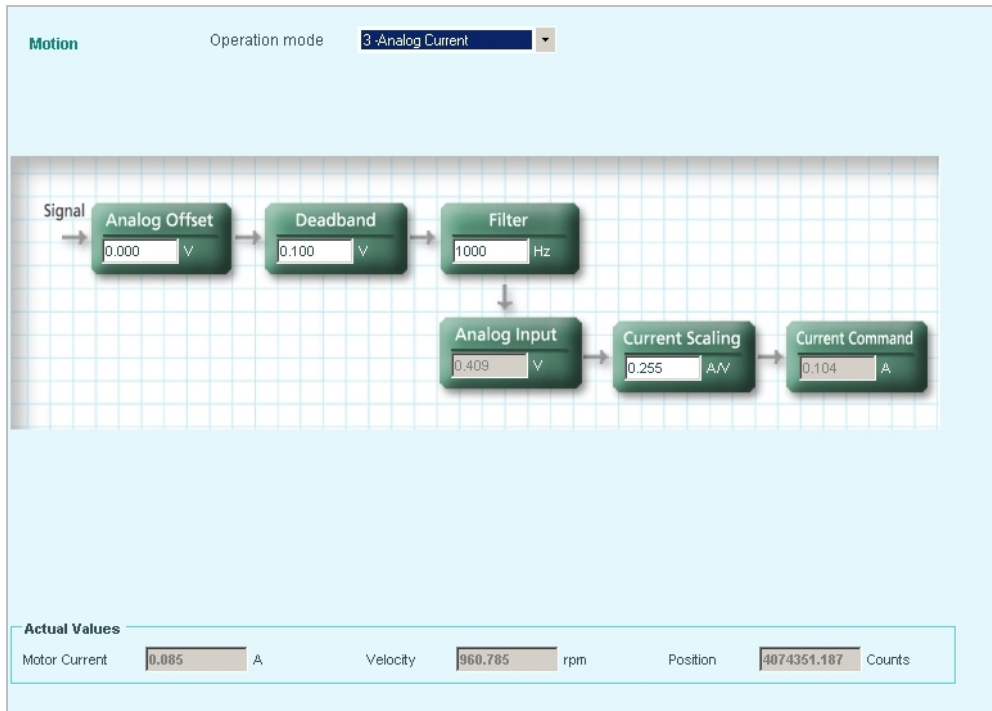 Motion Operation mode 3 -Analog Current
Signal Analog Offset Deadband Filter
0.000 V 0.100 V 1000 Hz
Analog Input Current Scaling Current Command
0.409 V 0.255 A/V 0.104 A
Actual Values
Motor Current 0.085 A Velocity 960.785 rpm Position 4074351.187 Counts